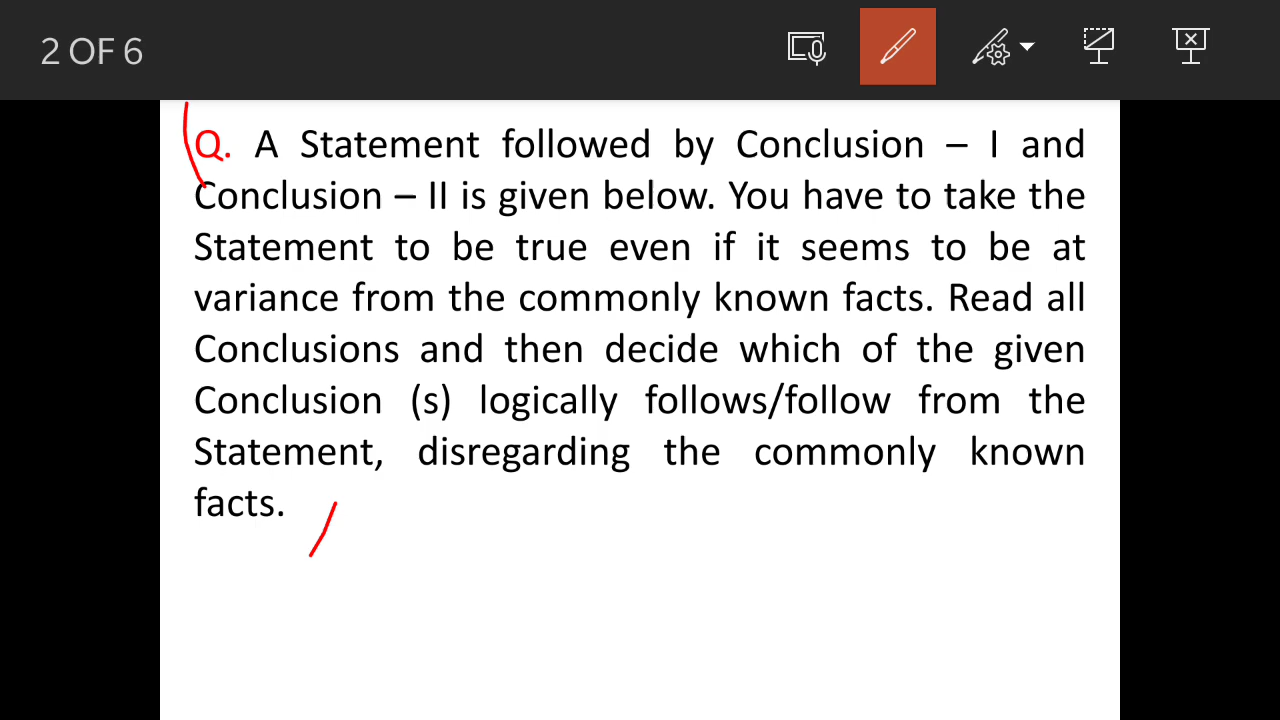 2 OF 6
Q. A Statement followed by Conclusion – I and
Conclusion – II is given below. You have to take the
Statement to be true even if it seems to be at
variance from the commonly known facts. Read all
Conclusions and then decide which of the given
Conclusion (s) logically follows/follow from the
Statement, disregarding the commonly known
facts.